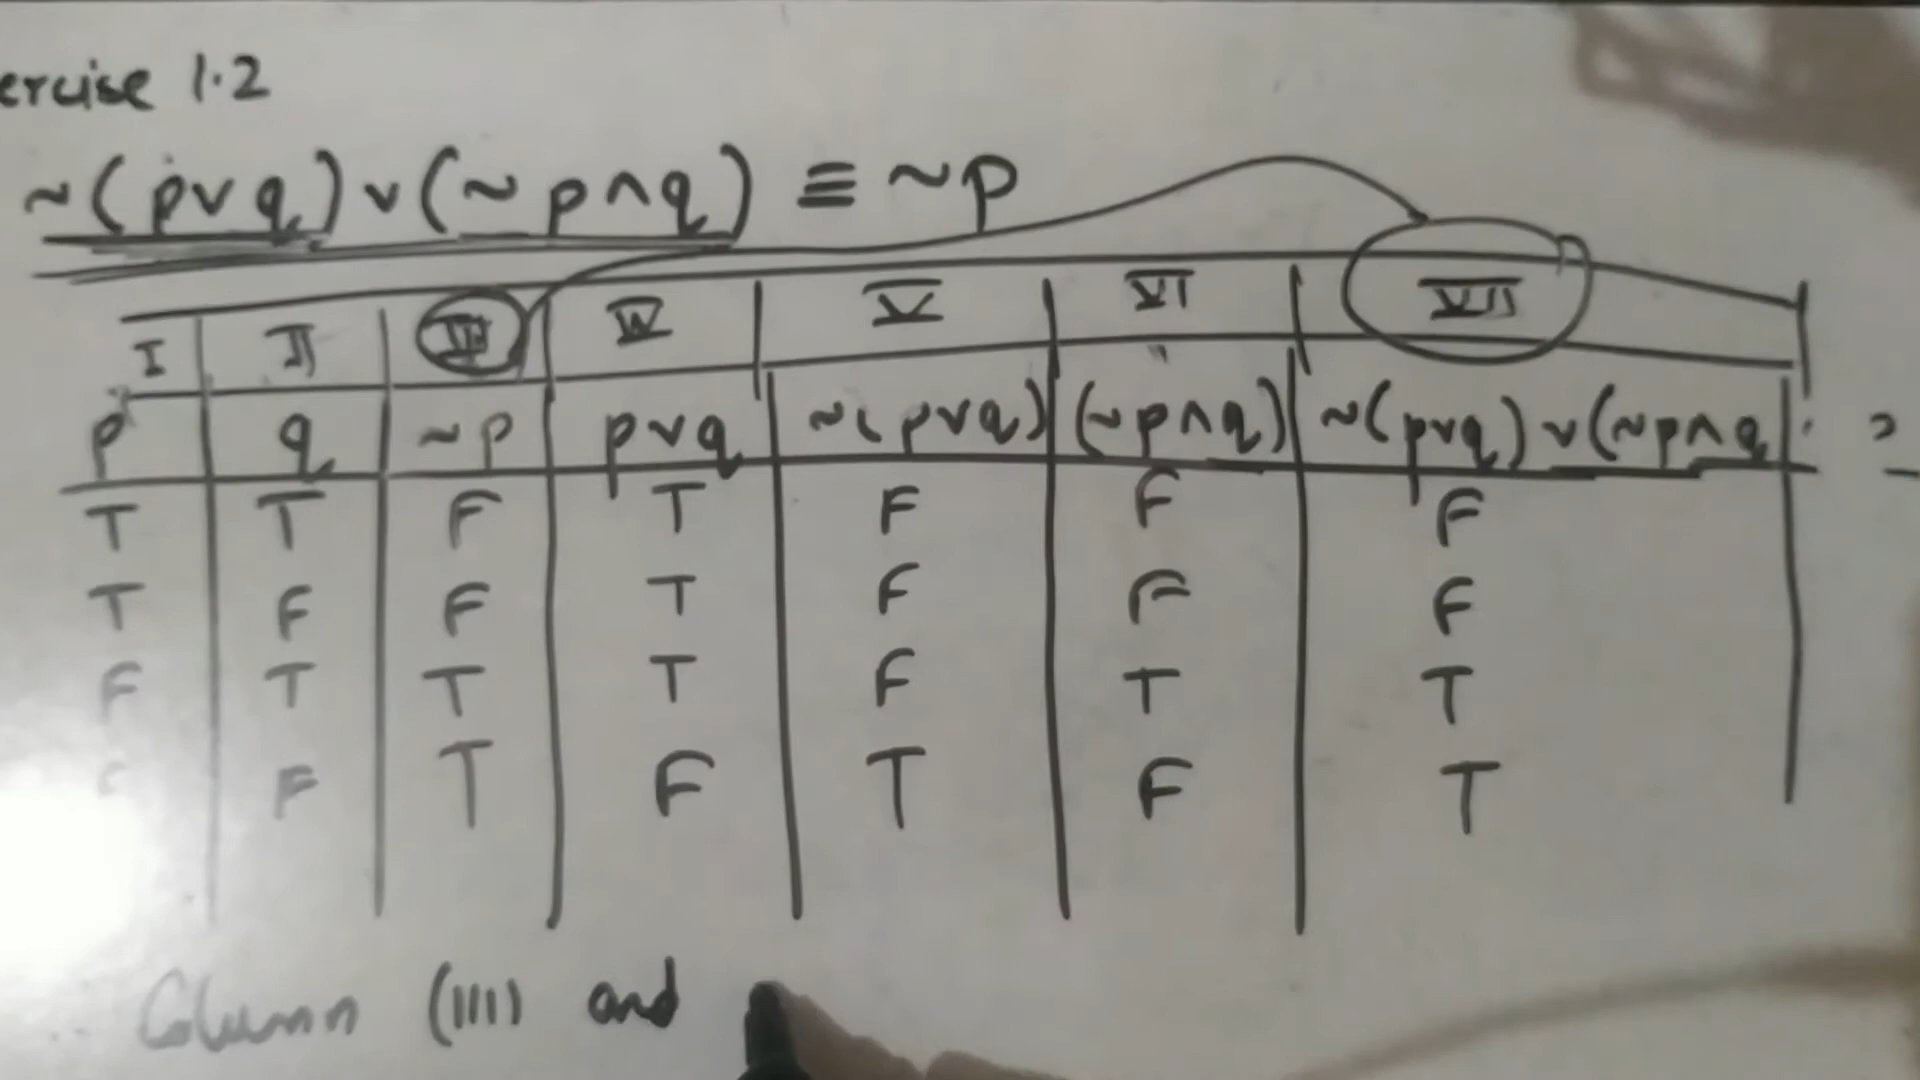 ercise 1.2
~(p∨q)∨(~p∧q) ≡ ~p
I II III IV V VI VII
p q ~p p∨q ~(p∨q) (~p∧q) ~(p∨q)∨(~p∧q
T T F T F F F
T F F T F F F
F T T T F T T
F F T F T F T
Column (III) and